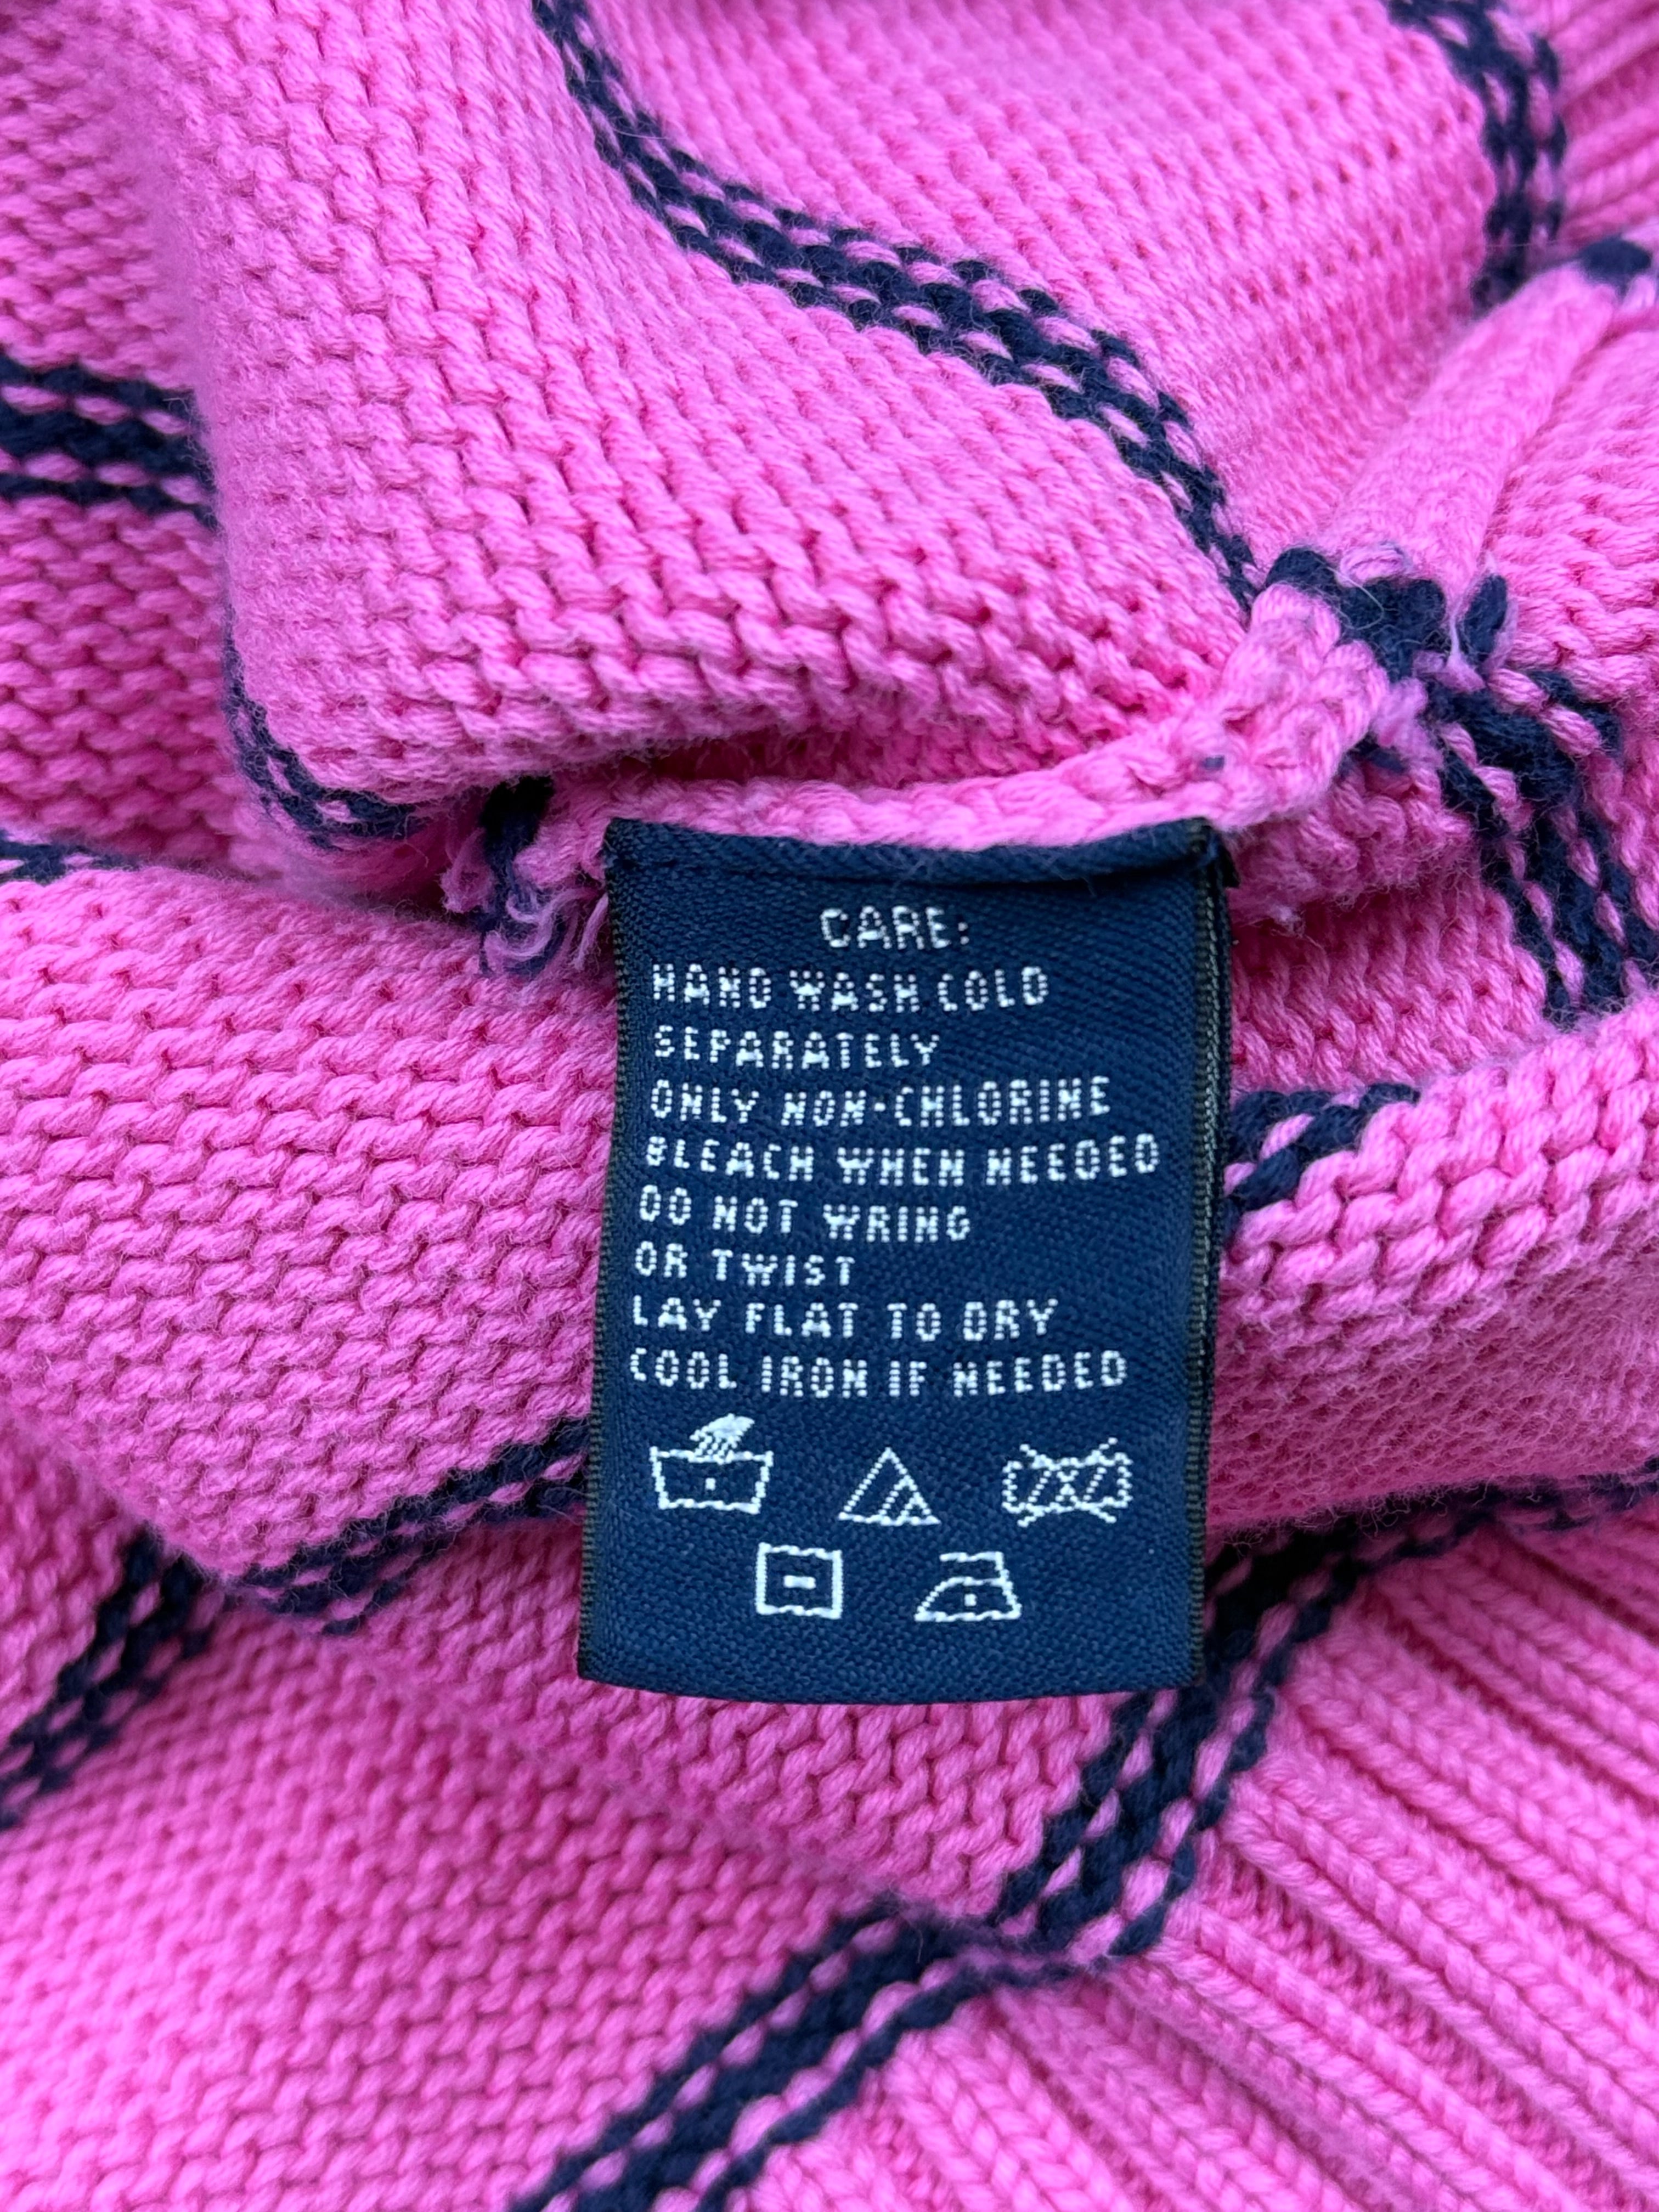 CARE:
HAND WASH COLD
SEPARATELY
ONLY NON-CHLORINE
BLEACH WHEN NEEDED
DO NOT WRING
OR TWIST
LAY FLAT TO DRY
COOL IRON IF NEEDED